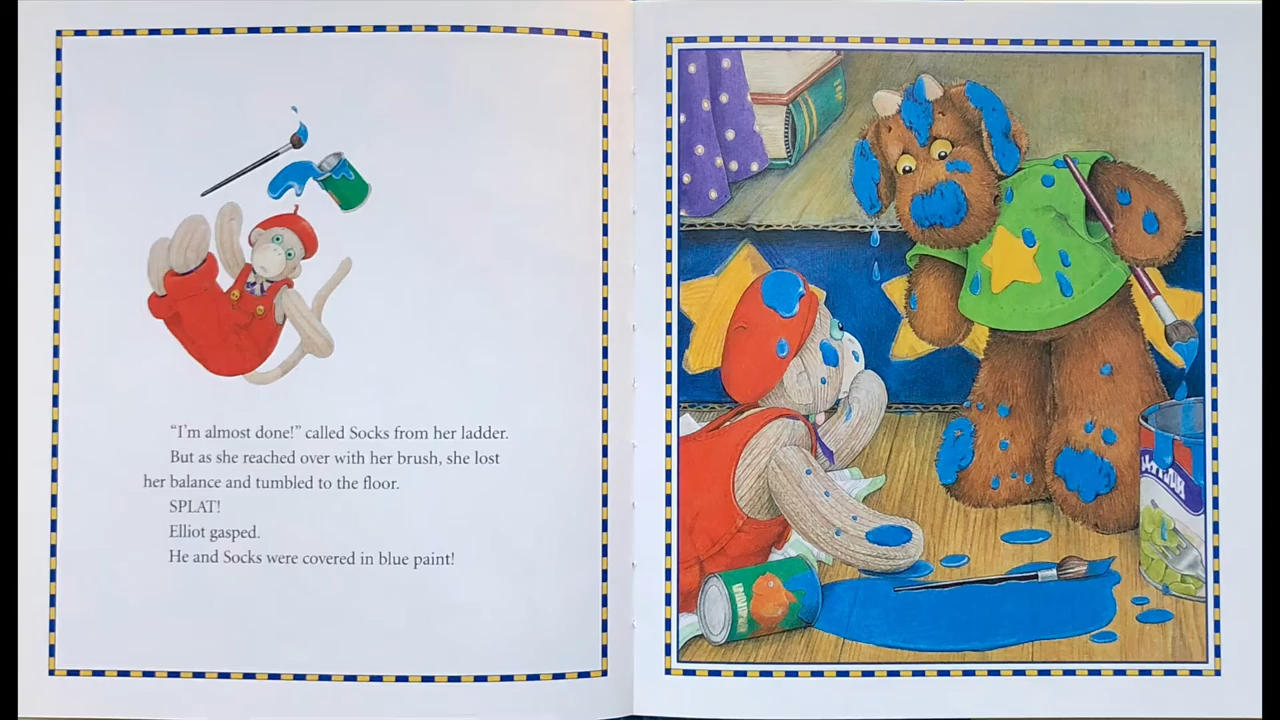 “I’m almost done!” called Socks from her ladder.
But as she reached over with her brush, she lost
her balance and tumbled to the floor.
SPLAT!
Elliot gasped.
He and Socks were covered in blue paint!